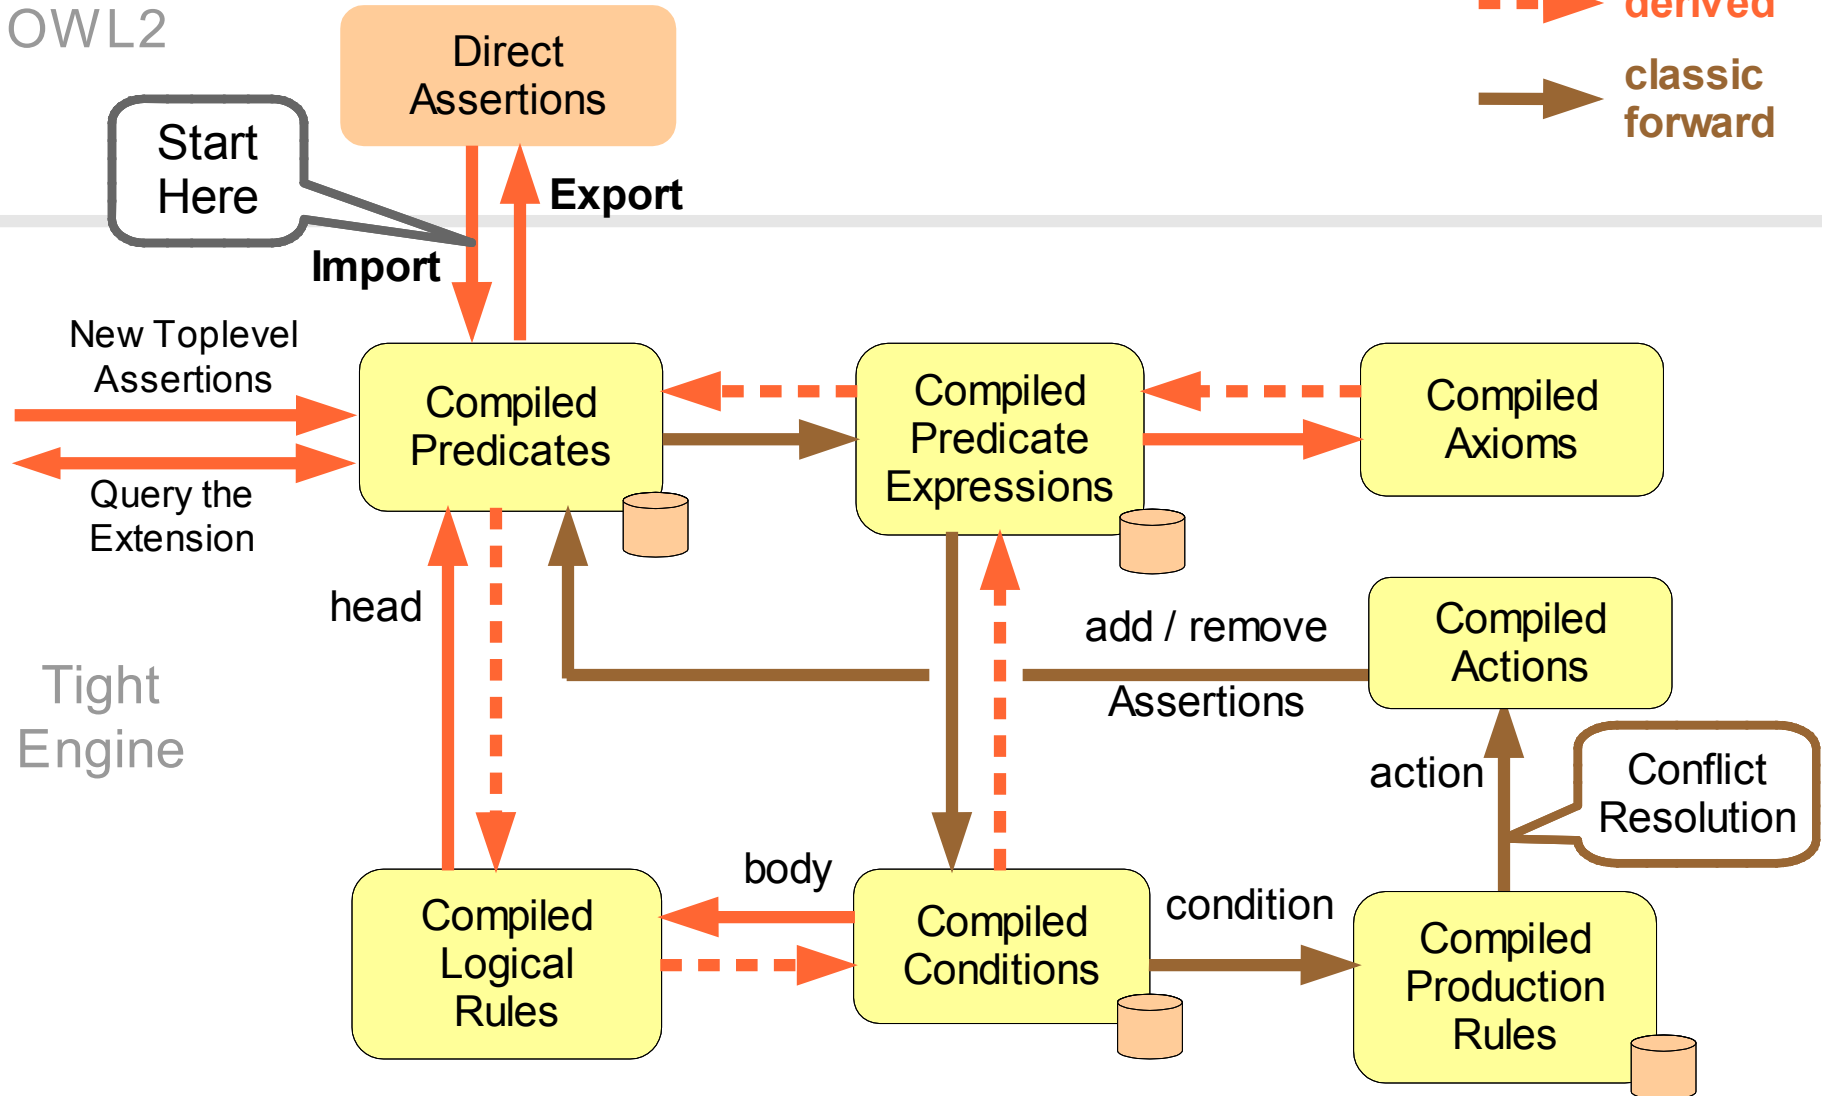 OWL2
derived
Direct
Assertions
classic
forward
Start
Here
Export
Import
New Toplevel
Assertions
Query the
Extension
Compiled
Predicates
Compiled
Predicate
Expressions
Compiled
Axioms
head
add / remove
Assertions
Compiled
Actions
Tight
Engine
action
Conflict
Resolution
body
condition
Compiled
Logical
Rules
Compiled
Conditions
Compiled
Production
Rules